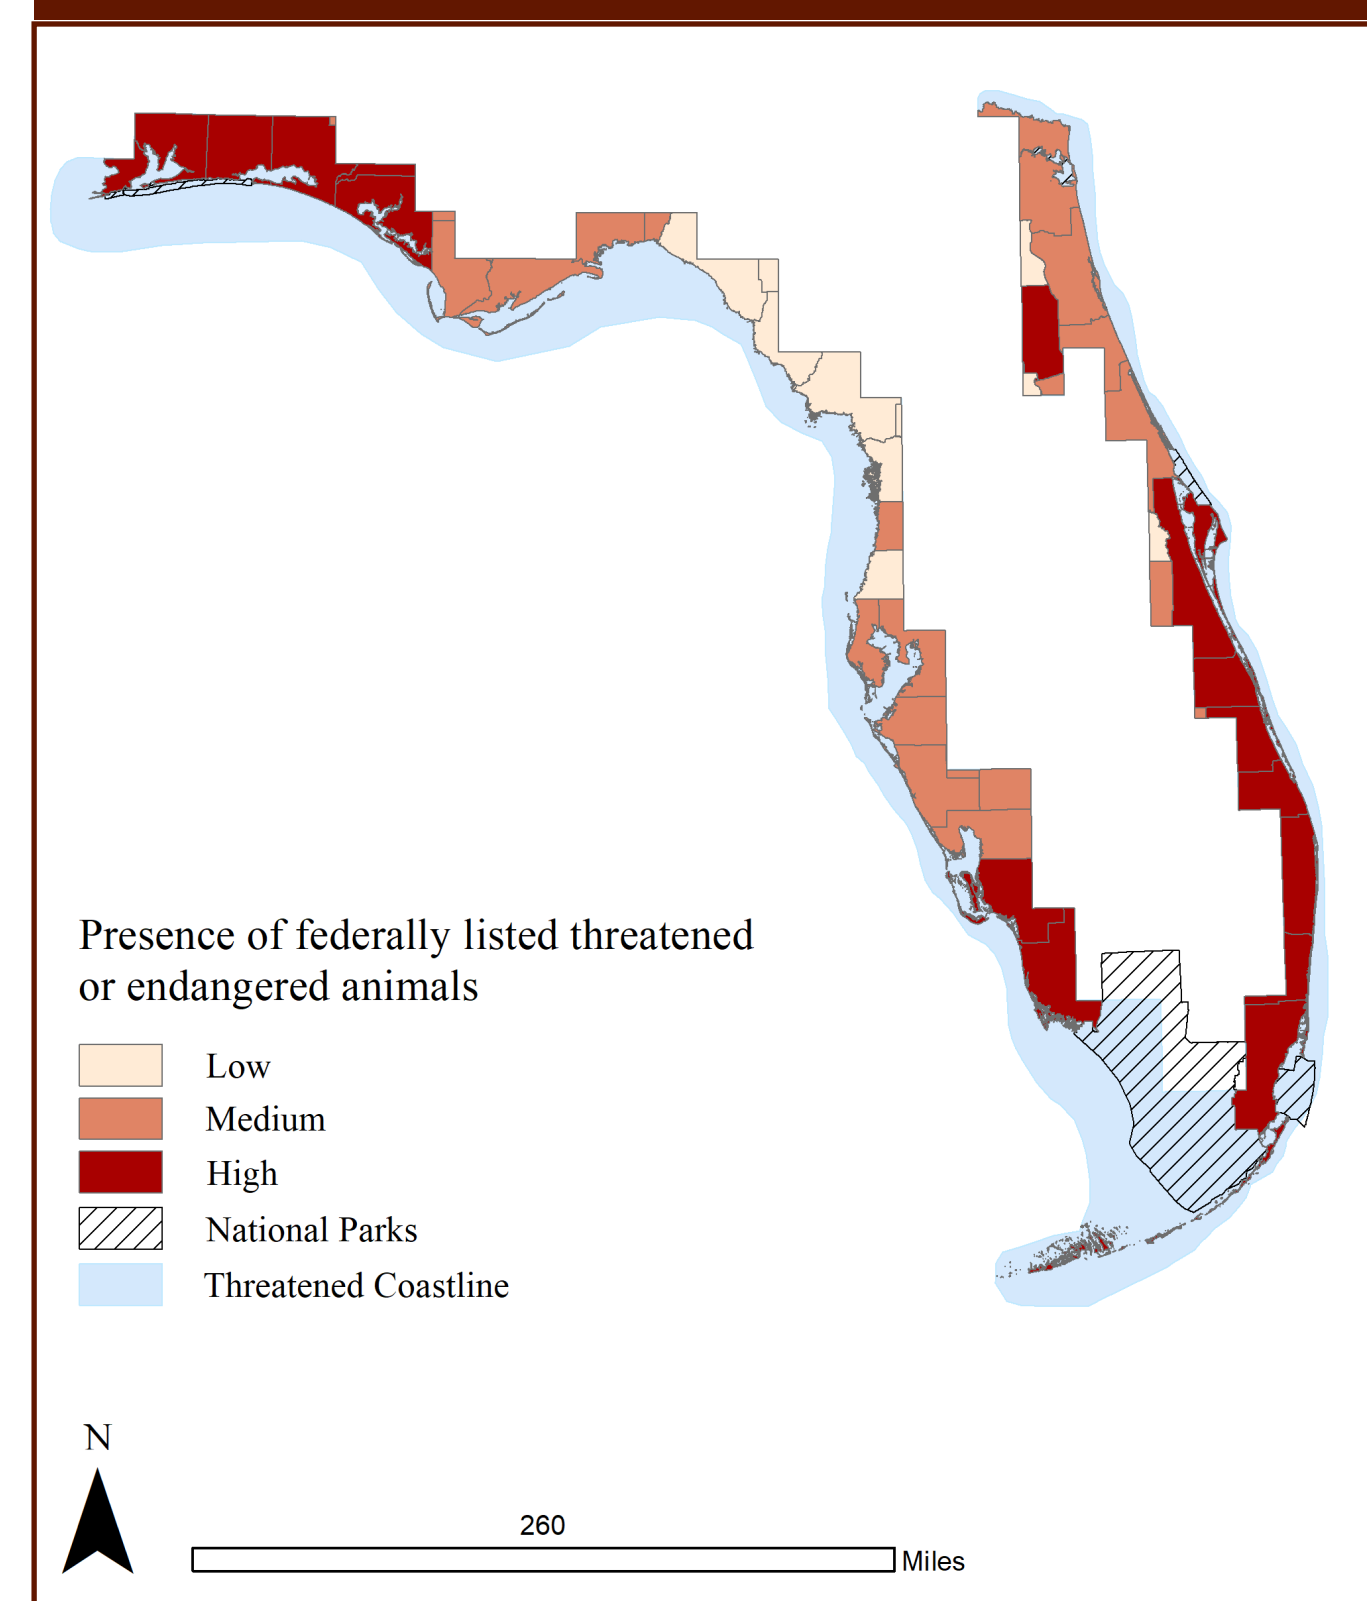 Presence of federally listed threatened
or endangered animals
Low
Medium
High
National Parks
Threatened Coastline
N
260
Miles